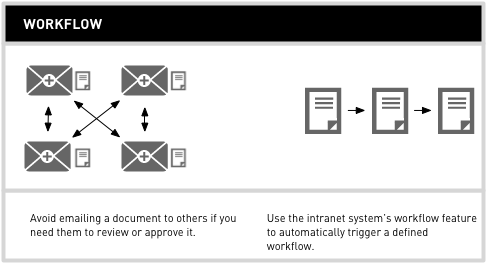 WORKFLOW
Avoid emailing a document to others if you
need them to review or approve it.
Use the intranet system's workflow feature
to automatically trigger a defined
workflow.